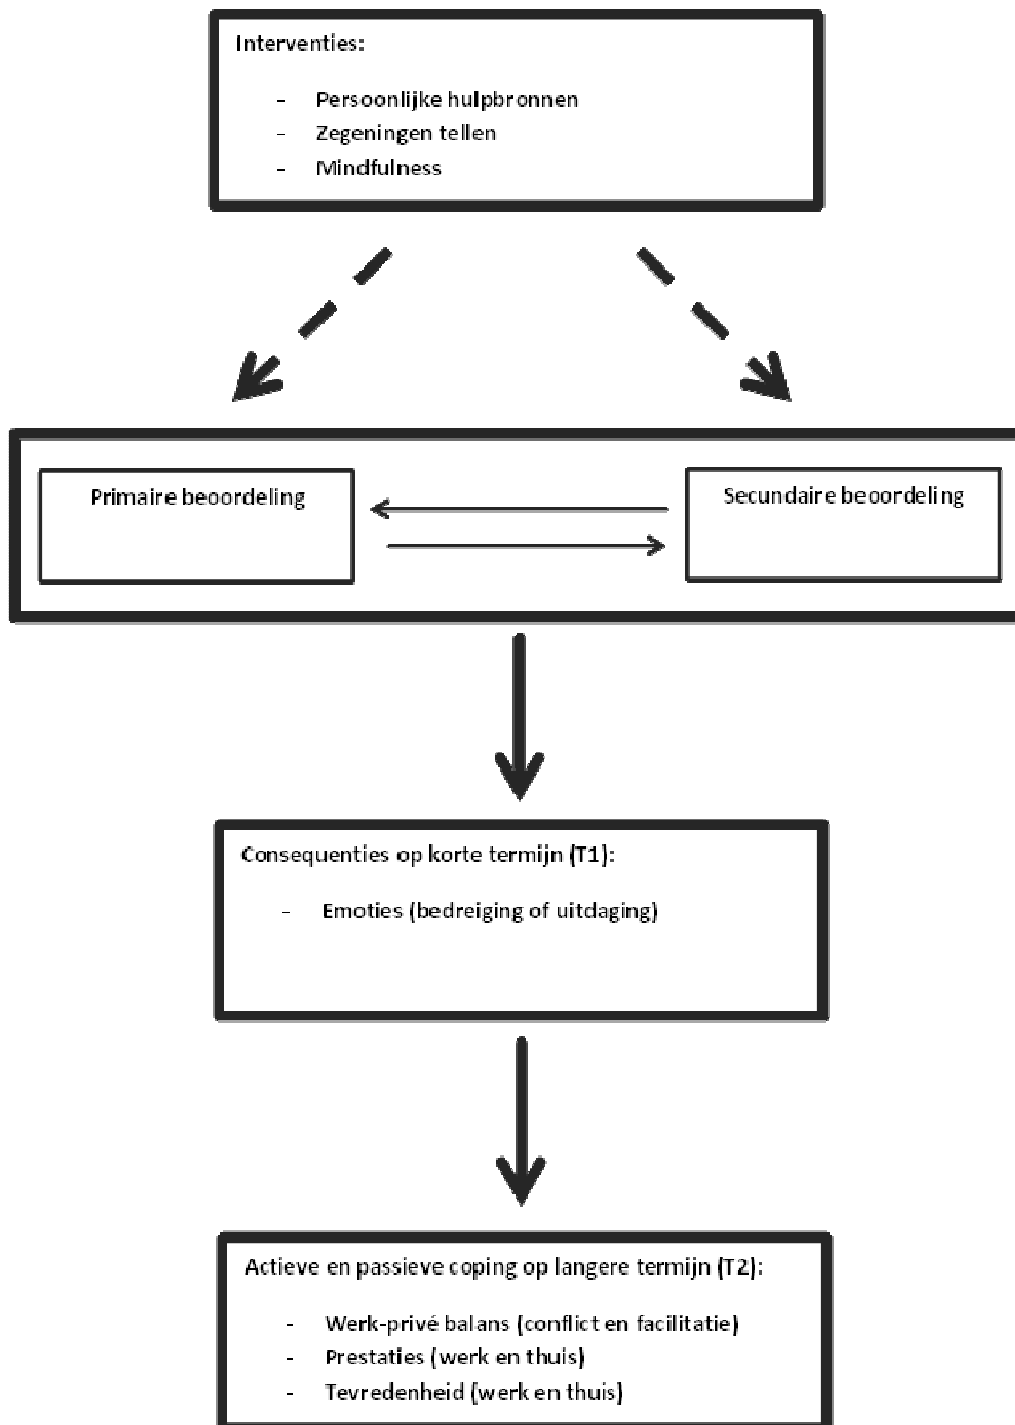 Interventies:
- Persoonlijke hulpbronnen
- Zegeningen tellen
- Mindfulness
Primaire beoordeling
Secundaire beoordeling
Consequenties op korte termijn (T1):
- Emoties (bedreiging of uitdaging)
Actieve en passieve coping op langere termijn (T2):
- Werk-privé balans (conflict en facilitatie)
- Prestaties (werk en thuis)
- Tevredenheid (werk en thuis)